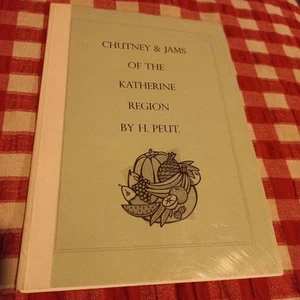 CHUTNEY & JAMS
OF THE
KATHERINE
REGION
BY H. PEUT.